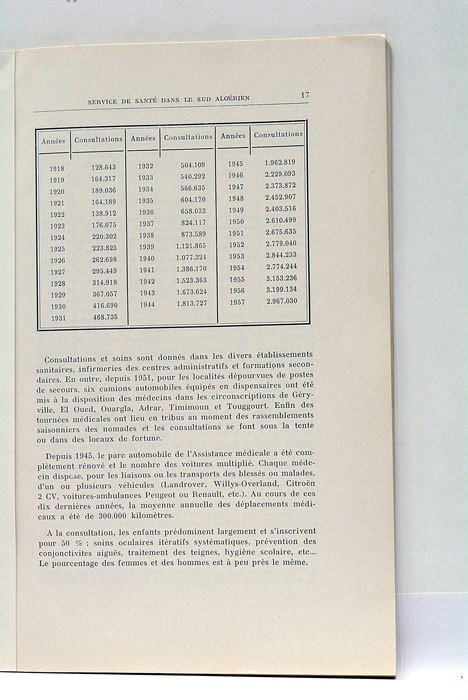 SERVICE DE SANTÉ DANS LE SUD ALGÉRIEN 17
Années Consultations Années Consultations Années Consultations
1918 128.643 1932 504.109 1945 1.962.819
1919 164.317 1933 540.292 1946 2.229.093
1920 189.036 1934 566.635 1947 2.373.872
1921 164.189 1935 604.170 1948 2.452.907
1922 138.912 1936 658.033 1949 2.403.516
1923 176.075 1937 824.117 1950 2.610.499
1924 220.302 1938 873.589 1951 2.675.635
1925 223.825 1939 1.121.865 1952 2.779.040
1926 262.698 1940 1.077.324 1953 2.844.233
1927 295.449 1941 1.386.170 1954 2.774.244
1928 314.919 1942 1.523.363 1955 3.153.236
1929 367.057 1943 1.673.624 1956 3.199.134
1930 416.690 1944 1.813.727 1957 2.967.030
1931 468.735
Consultations et soins sont donnés dans les divers établissements
sanitaires, infirmeries des centres administratifs et formations secon-
daires. En outre, depuis 1951, pour les localités dépourvues de postes
de secours, six camions automobiles équipés en dispensaires ont été
mis à la disposition des médecins dans les circonscriptions de Géry-
ville, El Oued, Ouargla, Adrar, Timimoun et Touggourt. Enfin des
tournées médicales ont lieu en tribus au moment des rassemblements
saisonniers des nomades et les consultations se font sous la tente
ou dans des locaux de fortune.
Depuis 1945, le parc automobile de l'Assistance médicale a été com-
plètement rénové et le nombre des voitures multiplié. Chaque méde-
cin dispose, pour les liaisons ou les transports des blessés ou malades,
d'un ou plusieurs véhicules (Landrover, Willys-Overland, Citroën
2 CV, voitures-ambulances Peugeot ou Renault, etc.). Au cours de ces
dix dernières années, la moyenne annuelle des déplacements médi-
caux a été de 300.000 kilomètres.
A la consultation, les enfants prédominent largement et s'inscrivent
pour 50 % : soins oculaires itératifs systématiques, prévention des
conjonctivites aiguës, traitement des teignes, hygiène scolaire, etc...
Le pourcentage des femmes et des hommes est à peu près le même.